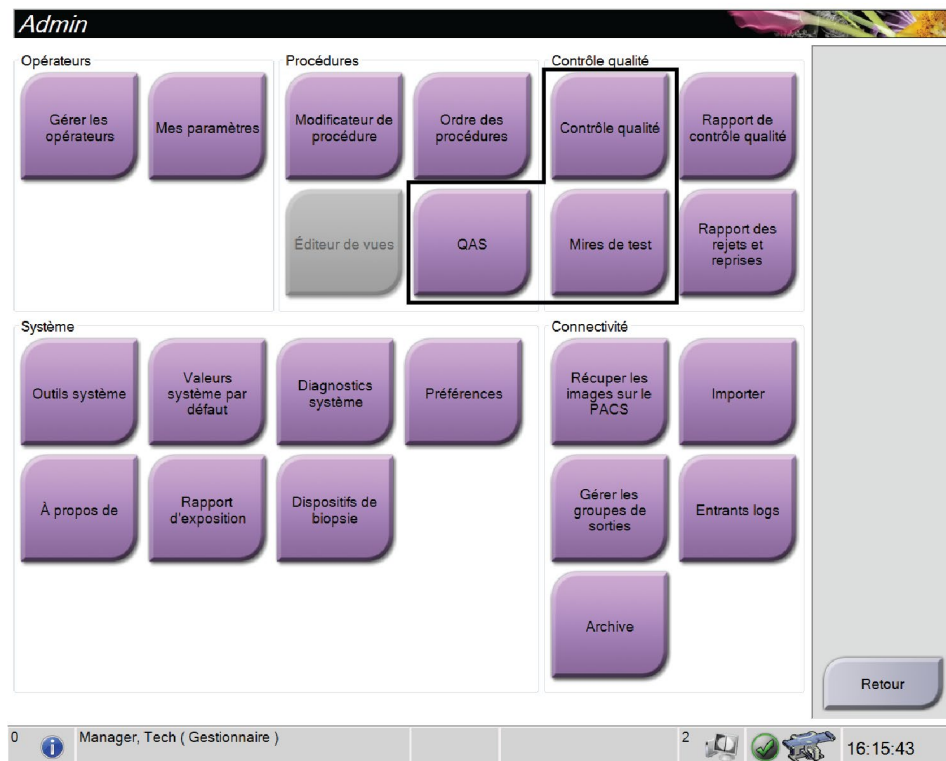 Admin
Opérateurs
Gérer les
opérateurs
Mes paramètres
Procédures
Modificateur de
procédure
Ordre des
procédures
Éditeur de vues
QAS
Contrôle qualité
Contrôle qualité
Rapport de
contrôle qualité
Mires de test
Rapport des
rejets et
reprises
Système
Outils système
Valeurs
système par
défaut
Diagnostics
système
Préférences
À propos de
Rapport
d'exposition
Dispositifs de
biopsie
Connectivité
Récuper les
images sur le
PACS
Importer
Gérer les
groupes de
sorties
Entrants logs
Archive
Retour
0
Manager, Tech ( Gestionnaire )
2
16:15:43